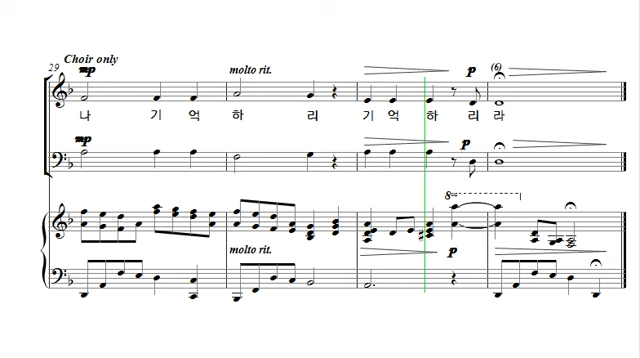 Choir only
29
mp
molto rit.
p
(6)
나 기 억 하 리 기 억 하 리 라
mp
p
8
molto rit.
p